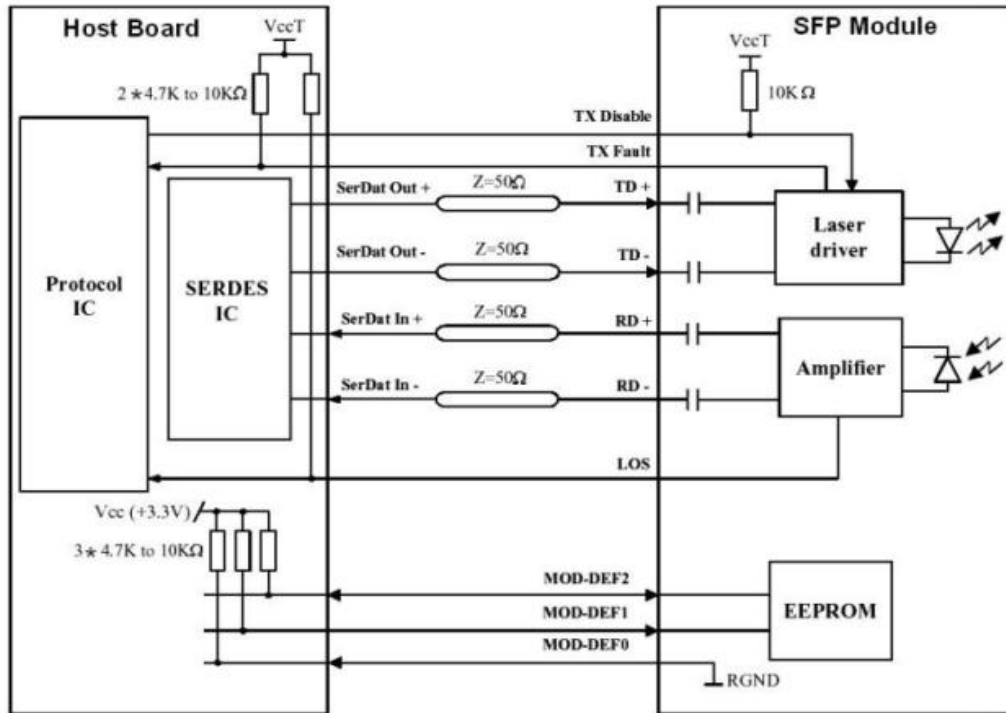 Host Board
SFP Module
VccT
VccT
2*4.7K to 10KΩ
10KΩ
TX Disable
TX Fault
SerDat Out +
Z=50Ω
TD +
SerDat Out -
Z=50Ω
TD -
Laser
driver
Protocol
IC
SERDES
IC
SerDat In +
Z=50Ω
RD +
SerDat In -
Z=50Ω
RD -
Amplifier
LOS
Vcc (+3.3V)
3*4.7K to 10KΩ
MOD-DEF2
MOD-DEF1
MOD-DEF0
EEPROM
RGND